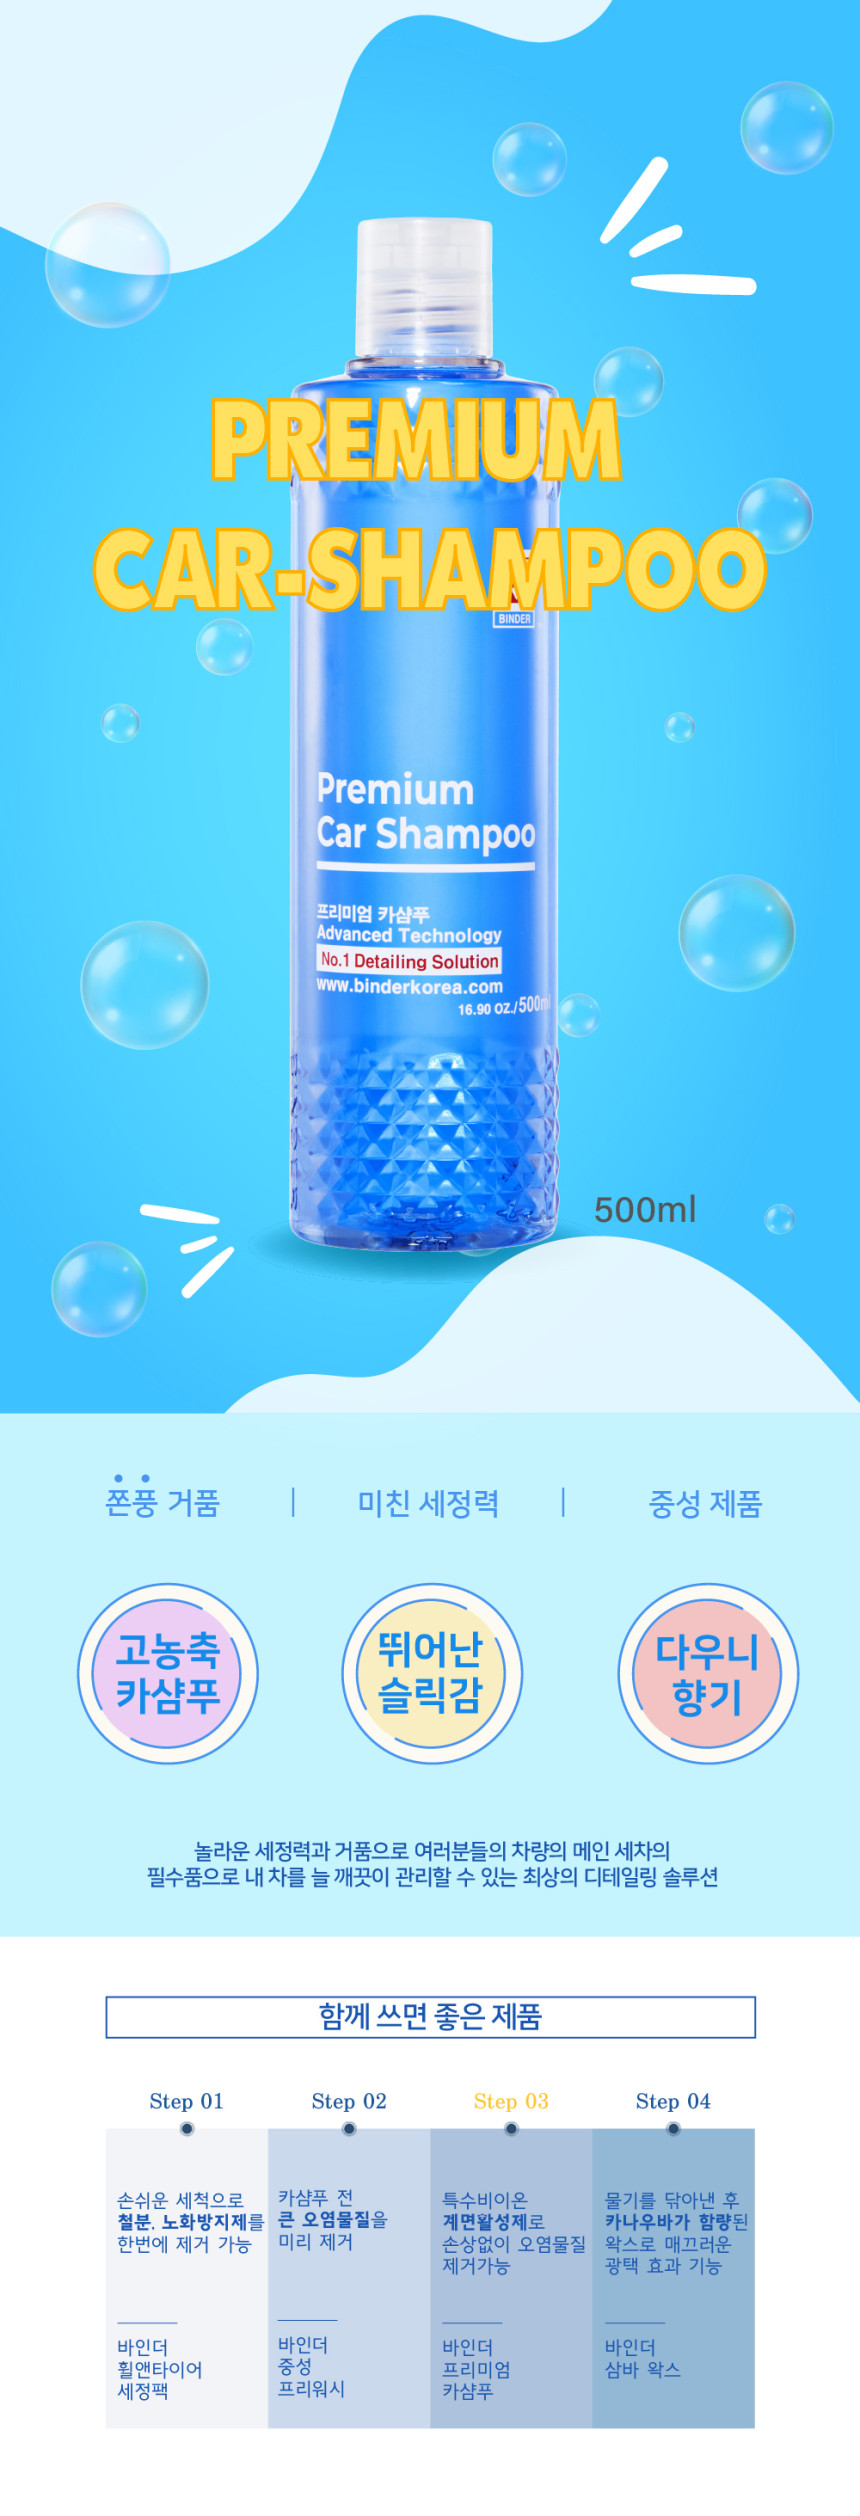 PREMIUM
CAR-SHAMPOO
BINDER
Premium
Car Shampoo
프리미엄 카샴푸
Advanced Technology
No.1 Detailing Solution
www.binderkorea.com
16.90 OZ./500ml
500ml
쫀풍 거품 | 미친 세정력 | 중성 제품
고농축
카샴푸
뛰어난
슬릭감
다우니
향기
놀라운 세정력과 거품으로 여러분들의 차량의 메인 세차의
필수품으로 내 차를 늘 깨끗이 관리할 수 있는 최상의 디테일링 솔루션
함께 쓰면 좋은 제품
Step 01
손쉬운 세척으로
철분, 노화방지제를
한번에 제거 가능
바인더
휠앤타이어
세정팩
Step 02
카샴푸 전
큰 오염물질을
미리 제거
바인더
중성
프리워시
Step 03
특수비이온
계면활성제로
손상없이 오염물질
제거가능
바인더
프리미엄
카샴푸
Step 04
물기를 닦아낸 후
카나우바가 함량된
왁스로 매끄러운
광택 효과 기능
바인더
삼바 왁스